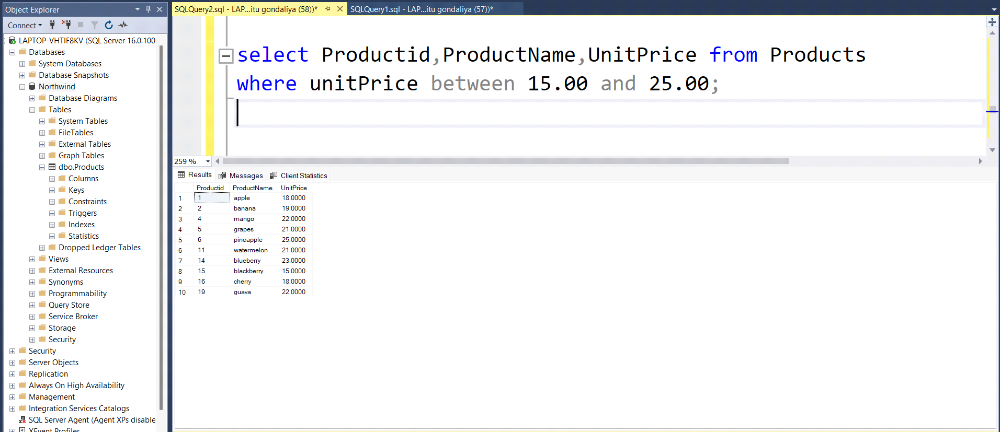 Object Explorer
Connect
LAPTOP-VHTIF8KV (SQL Server 16.0.100
Databases
System Databases
Database Snapshots
Northwind
Database Diagrams
Tables
System Tables
FileTables
External Tables
Graph Tables
dbo.Products
Columns
Keys
Constraints
Triggers
Indexes
Statistics
Dropped Ledger Tables
Views
External Resources
Synonyms
Programmability
Query Store
Service Broker
Storage
Security
Security
Server Objects
Replication
Always On High Availability
Management
Integration Services Catalogs
SQL Server Agent (Agent XPs disable
XEvent Profiler
SQLQuery2.sql - LAP...itu gondaliya (58))* SQLQuery1.sql - LAP...itu gondaliya (57))*
select Productid,ProductName,UnitPrice from Products
where unitPrice between 15.00 and 25.00;
259 %
Results Messages Client Statistics
Productid ProductName UnitPrice
1 1 apple 18.0000
2 2 banana 19.0000
3 4 mango 22.0000
4 5 grapes 21.0000
5 6 pineapple 25.0000
6 11 watermelon 21.0000
7 14 blueberry 23.0000
8 15 blackberry 15.0000
9 16 cherry 18.0000
10 19 guava 22.0000